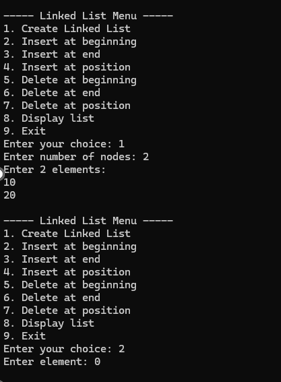 ----- Linked List Menu -----
1. Create Linked List
2. Insert at beginning
3. Insert at end
4. Insert at position
5. Delete at beginning
6. Delete at end
7. Delete at position
8. Display list
9. Exit
Enter your choice: 1
Enter number of nodes: 2
Enter 2 elements:
10
20
----- Linked List Menu -----
1. Create Linked List
2. Insert at beginning
3. Insert at end
4. Insert at position
5. Delete at beginning
6. Delete at end
7. Delete at position
8. Display list
9. Exit
Enter your choice: 2
Enter element: 0